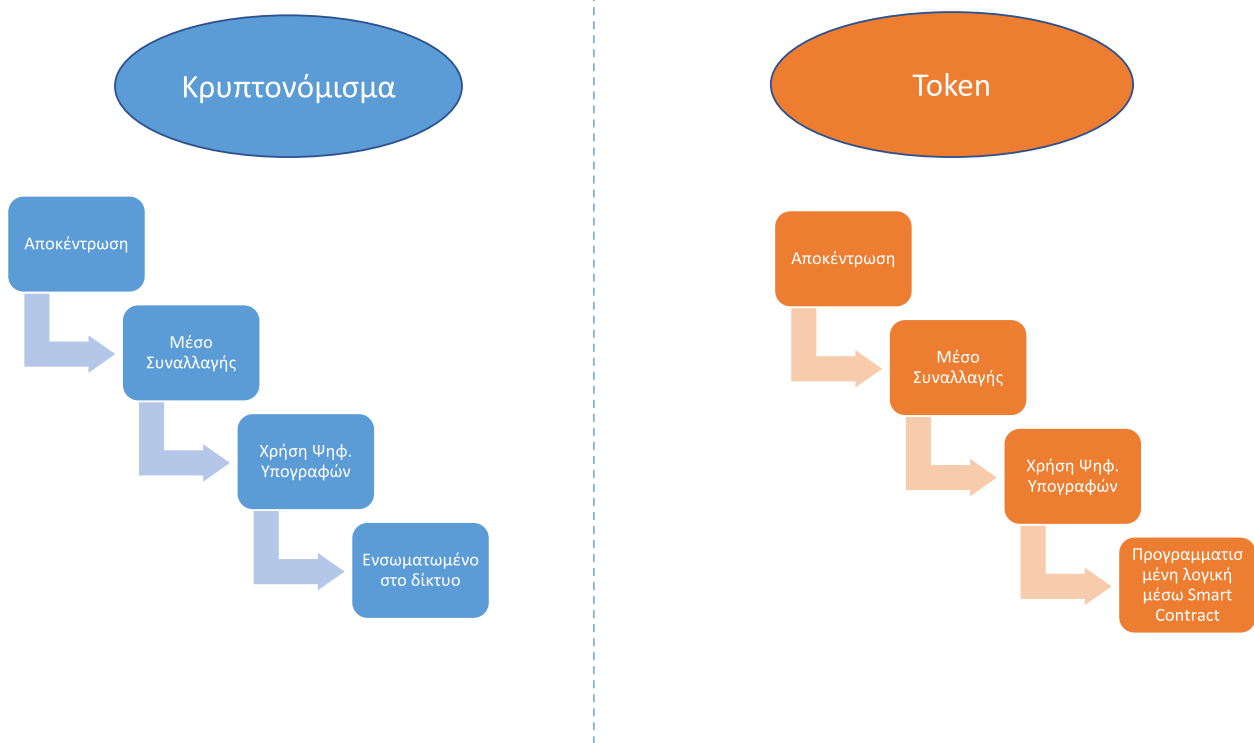 Κρυπτονόμισμα
Αποκέντρωση
Μέσο
Συναλλαγής
Χρήση Ψηφ.
Υπογραφών
Ενσωματωμένο
στο δίκτυο
Token
Αποκέντρωση
Μέσο
Συναλλαγής
Χρήση Ψηφ.
Υπογραφών
Προγραμματισ
μένη λογική
μέσω Smart
Contract